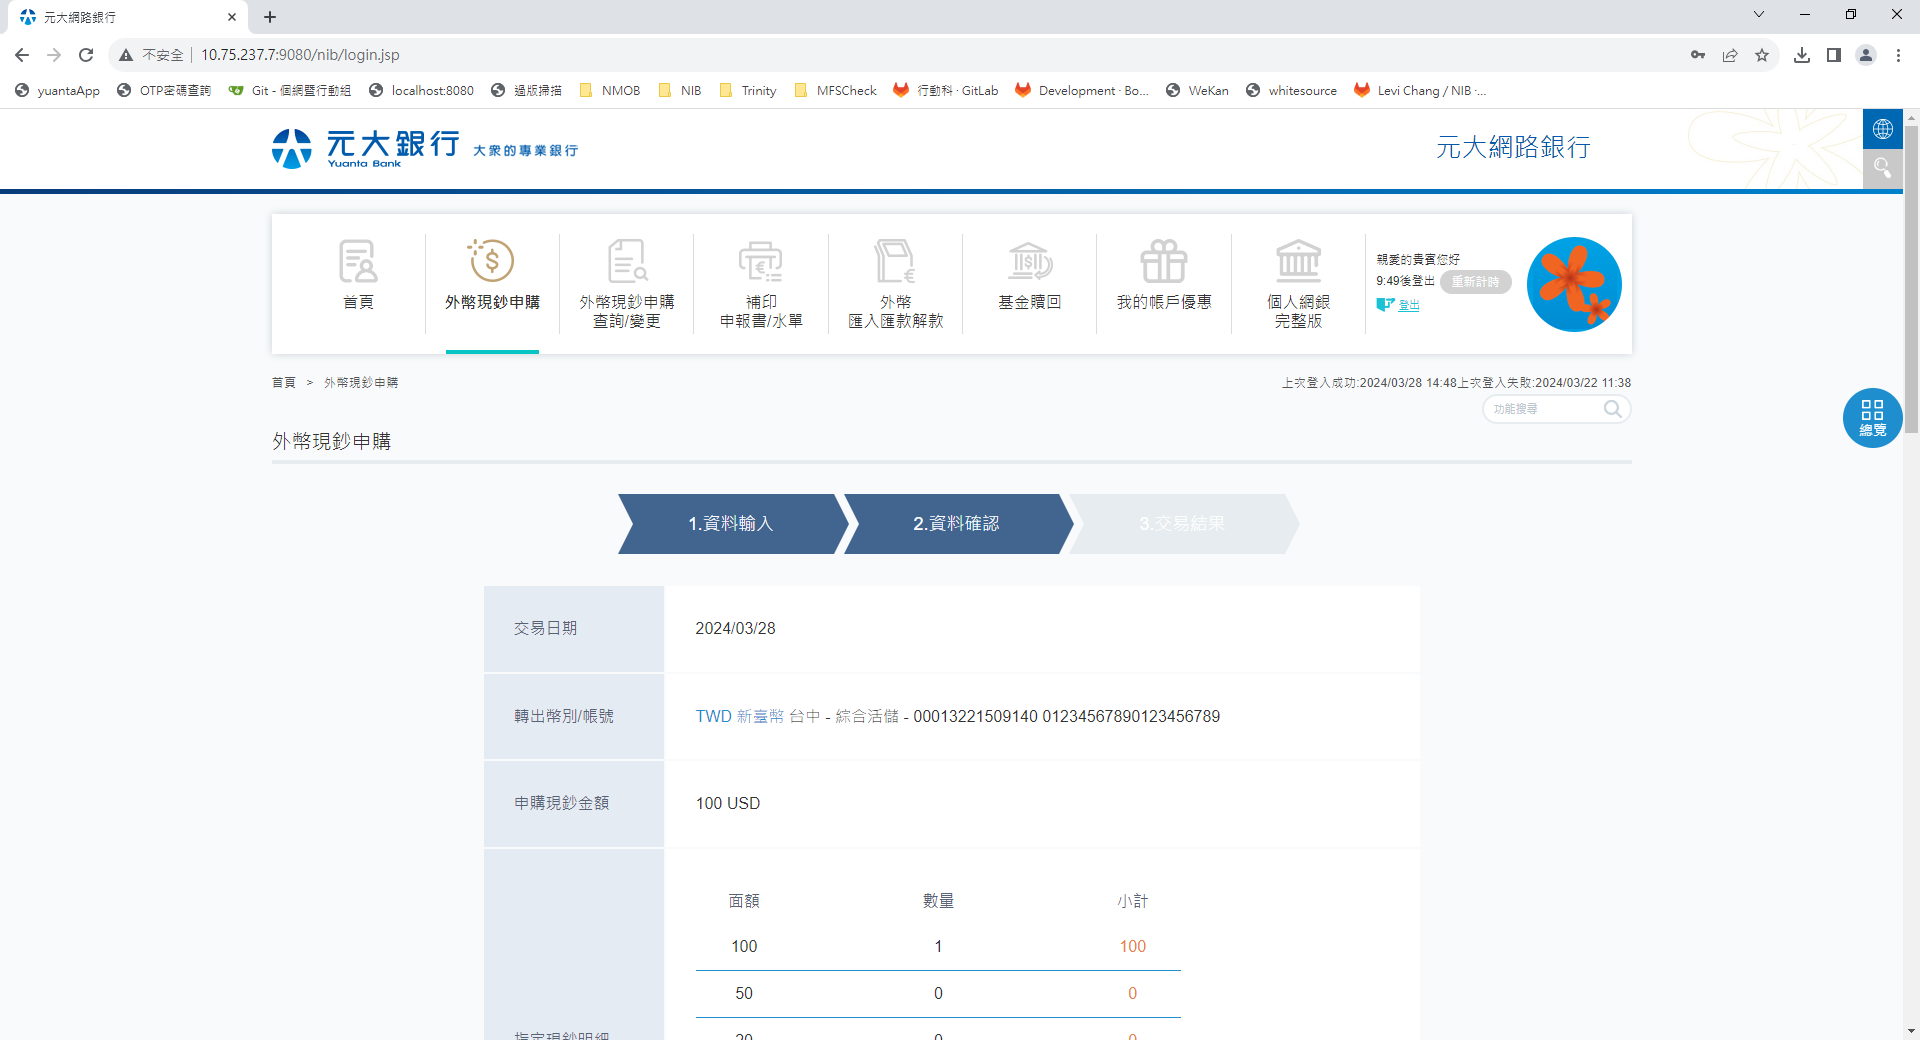 元大網路銀行
不安全 10.75.237.7:9080/nib/login.jsp
yuantaApp OTP密碼查詢 Git - 個網暨行動組 localhost:8080 過版掃描 NMOB NIB Trinity MFSCheck 行動科 · GitLab Development · Bo... WeKan whitesource Levi Chang / NIB ·...
元大銀行 大眾的專業銀行
Yuanta Bank
元大網路銀行
首頁
外幣現鈔申購
外幣現鈔申購
查詢/變更
補印
申報書/水單
外幣
匯入匯款解款
基金贖回
我的帳戶優惠
個人網銀
完整版
親愛的貴賓您好
9:49後登出 重新計時
登出
首頁 > 外幣現鈔申購
上次登入成功:2024/03/28 14:48上次登入失敗:2024/03/22 11:38
功能搜尋
總覽
外幣現鈔申購
1.資料輸入 2.資料確認 3.交易結果
交易日期 2024/03/28
轉出幣別/帳號 TWD 新臺幣 台中 - 綜合活儲 - 00013221509140 01234567890123456789
申購現鈔金額 100 USD
面額 數量 小計
100 1 100
50 0 0
20 0 0
指定現鈔明細